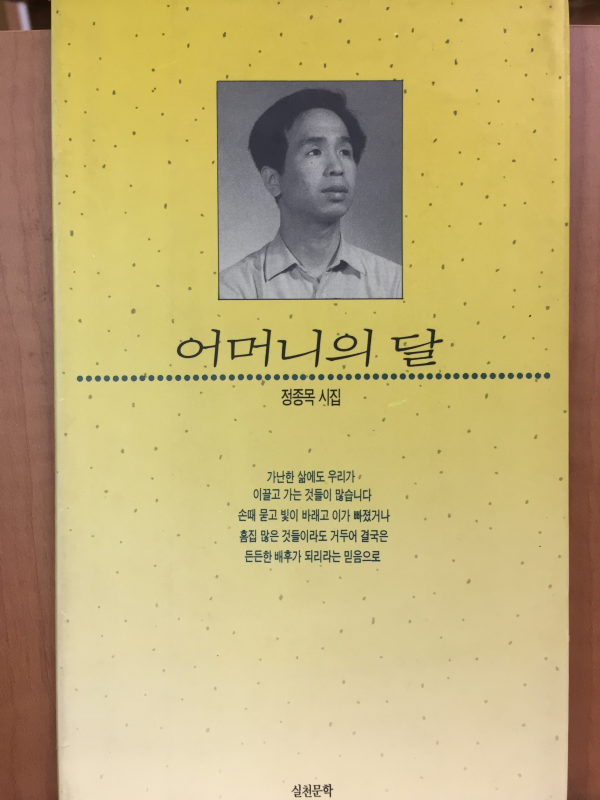 어머니의 달
정종목 시집
가난한 삶에도 우리가
이끌고 가는 것들이 많습니다
손때 묻고 빛이 바래고 이가 빠졌거나
흠집 많은 것들이라도 거두어 결국은
든든한 배후가 되리라는 믿음으로
실천문학